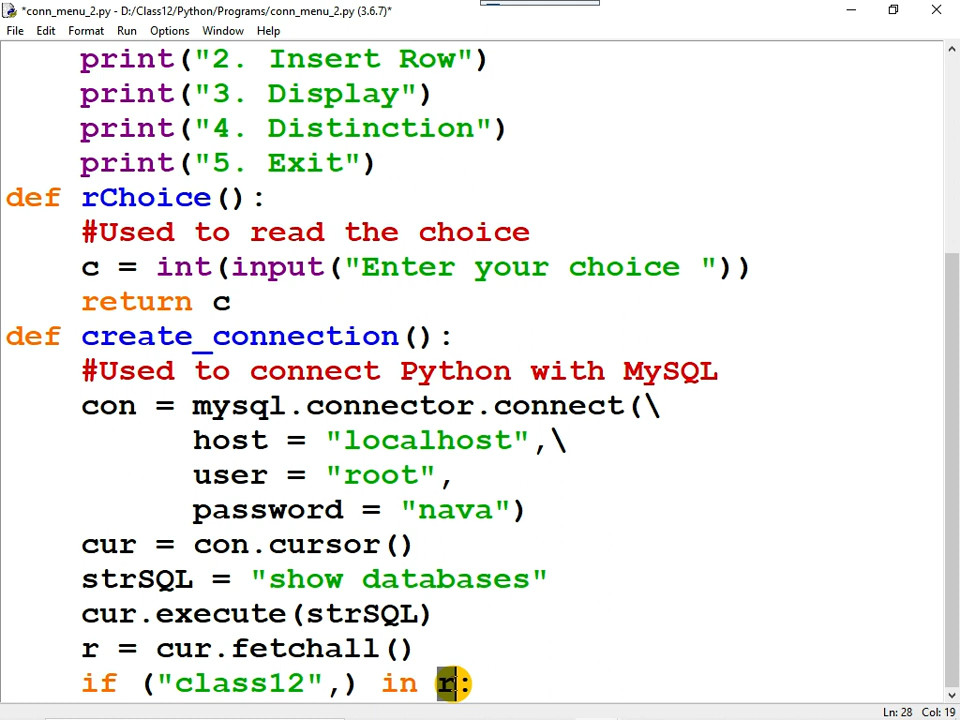 *conn_menu_2.py - D:/Class12/Python/Programs/conn_menu_2.py (3.6.7)*
File Edit Format Run Options Window Help
    print("2. Insert Row")
    print("3. Display")
    print("4. Distinction")
    print("5. Exit")
def rChoice():
    #Used to read the choice
    c = int(input("Enter your choice "))
    return c
def create_connection():
    #Used to connect Python with MySQL
    con = mysql.connector.connect(\
          host = "localhost",\
          user = "root",
          password = "nava")
    cur = con.cursor()
    strSQL = "show databases"
    cur.execute(strSQL)
    r = cur.fetchall()
    if ("class12",) in r:
Ln: 28 Col: 19